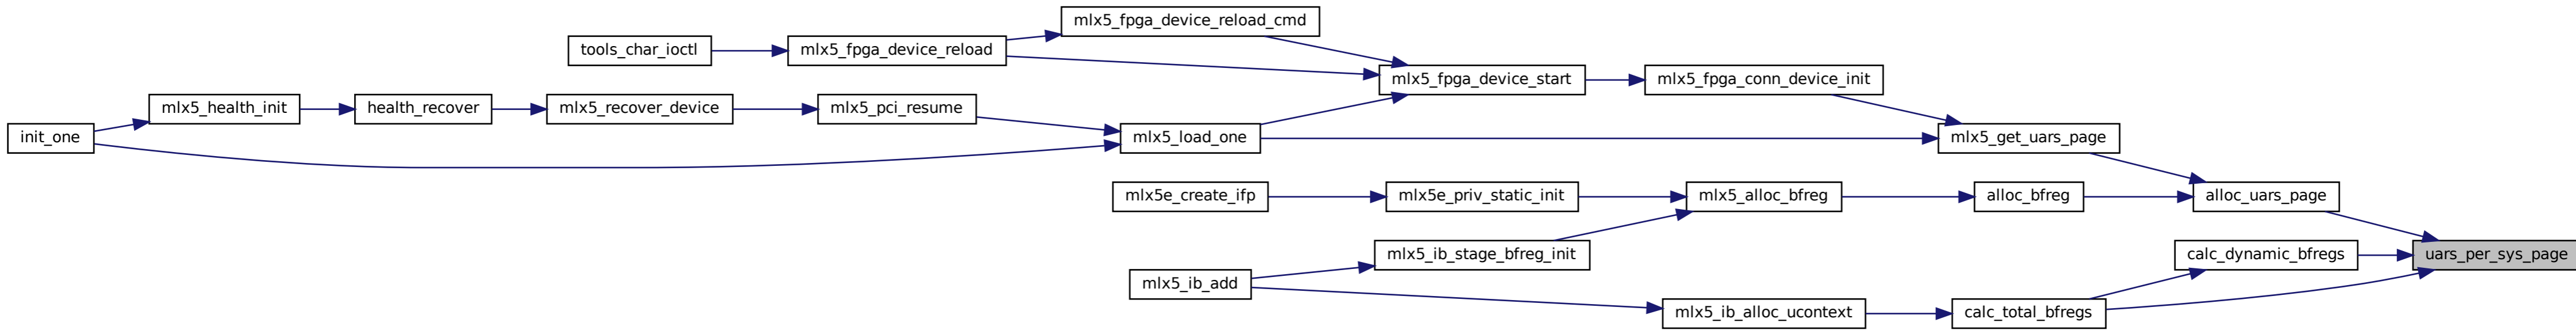 mlx5_fpga_device_reload_cmd
tools_char_ioctl
mlx5_fpga_device_reload
mlx5_fpga_device_start
mlx5_fpga_conn_device_init
mlx5_health_init
health_recover
mlx5_recover_device
mlx5_pci_resume
init_one
mlx5_load_one
mlx5_get_uars_page
mlx5e_create_ifp
mlx5e_priv_static_init
mlx5_alloc_bfreg
alloc_bfreg
alloc_uars_page
mlx5_ib_stage_bfreg_init
calc_dynamic_bfregs
uars_per_sys_page
mlx5_ib_add
mlx5_ib_alloc_ucontext
calc_total_bfregs